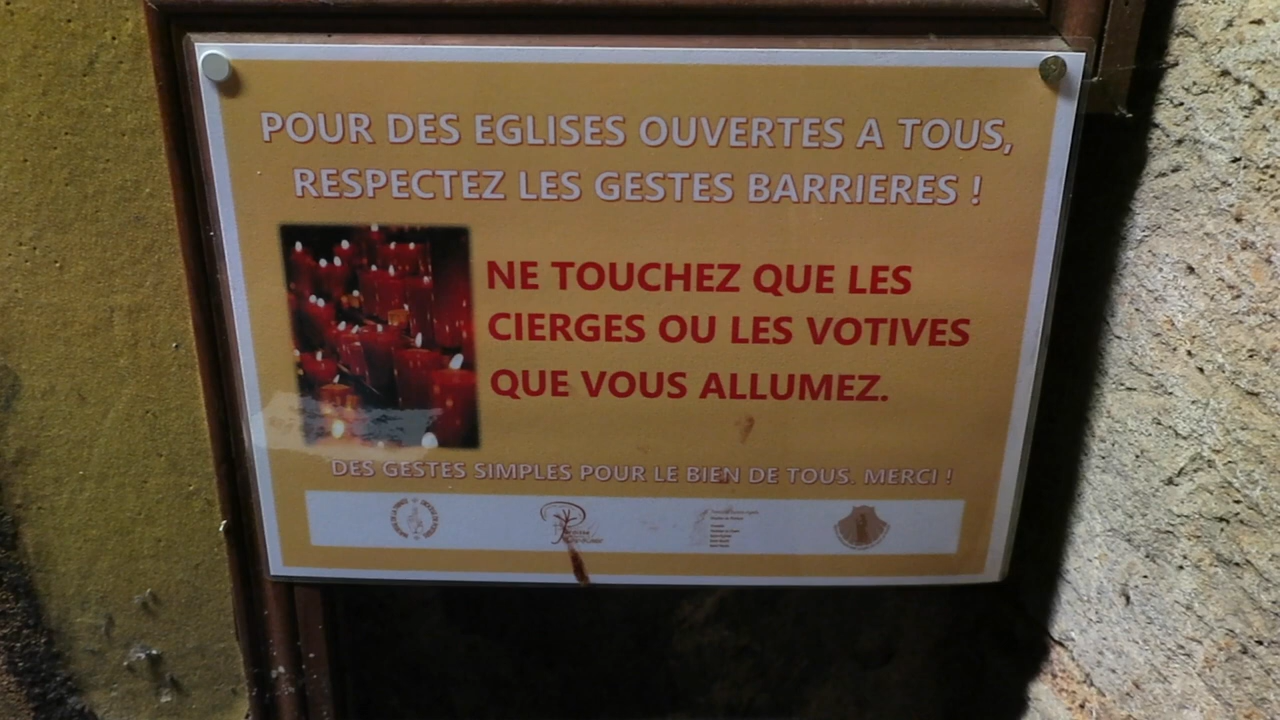 POUR DES EGLISES OUVERTES A TOUS,
RESPECTEZ LES GESTES BARRIERES !
NE TOUCHEZ QUE LES
CIERGES OU LES VOTIVES
QUE VOUS ALLUMEZ.
DES GESTES SIMPLES POUR LE BIEN DE TOUS. MERCI !